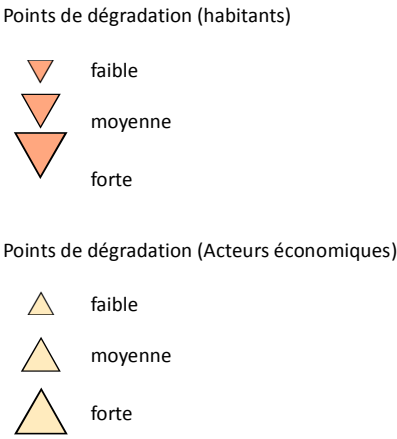 Points de dégradation (habitants)
faible
moyenne
forte
Points de dégradation (Acteurs économiques)
faible
moyenne
forte